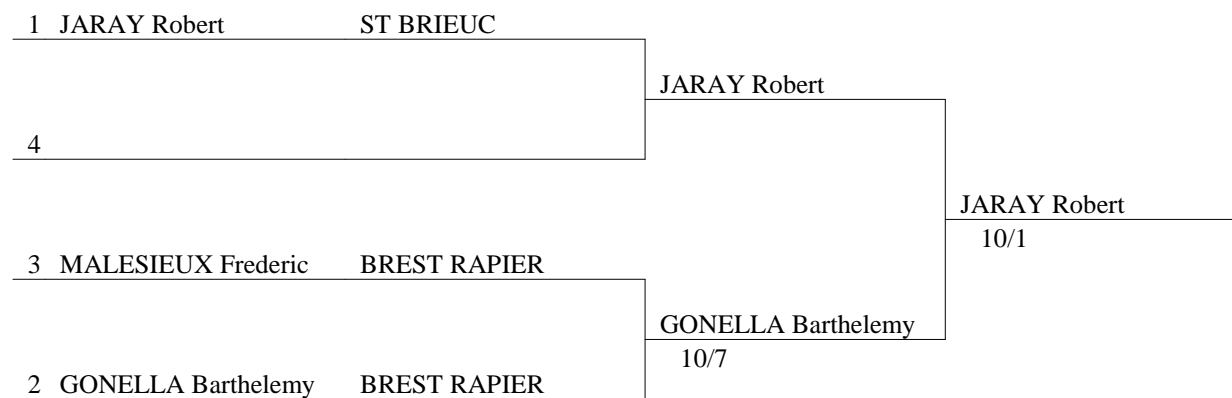 1 JARAY Robert ST BRIEUC
JARAY Robert
4
JARAY Robert
10/1
3 MALESIEUX Frederic BREST RAPIER
GONELLA Barthelemy
10/7
2 GONELLA Barthelemy BREST RAPIER